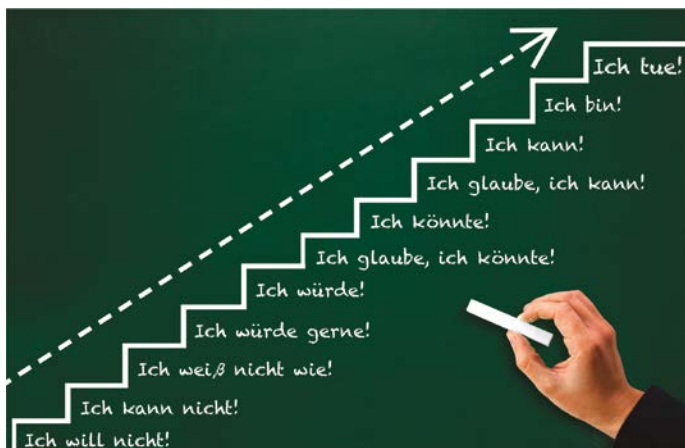 Ich tue!
Ich bin!
Ich kann!
Ich glaube, ich kann!
Ich könnte!
Ich glaube, ich könnte!
Ich würde!
Ich würde gerne!
Ich weiß nicht wie!
Ich kann nicht!
Ich will nicht!